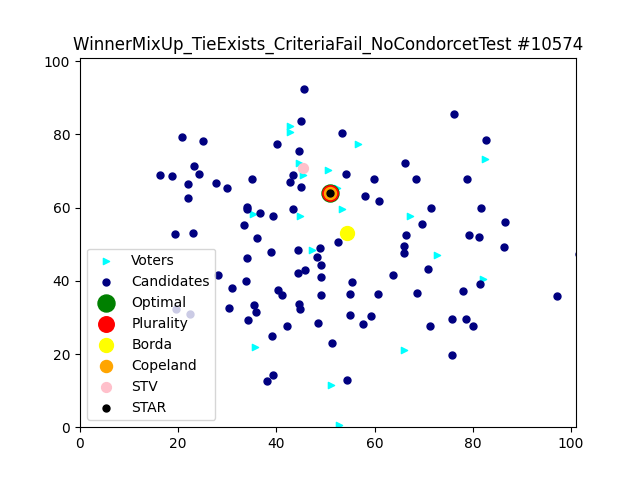 WinnerMixUp_TieExists_CriteriaFail_NoCondorcetTest #10574
100
80
60
40
20
0
Voters
Candidates
Optimal
Plurality
Borda
Copeland
STV
STAR
0 20 40 60 80 100